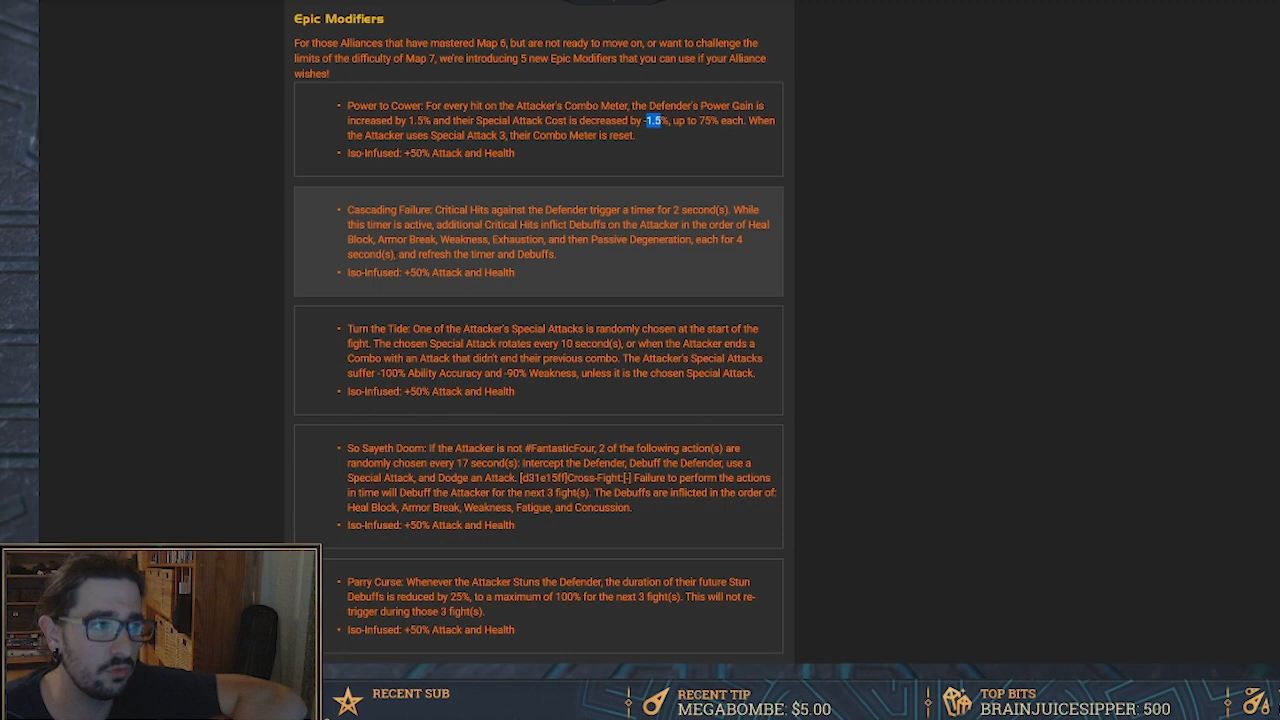 Epic Modifiers
For those Alliances that have mastered Map 6, but are not ready to move on, or want to challenge the
limits of the difficulty of Map 7, we're introducing 5 new Epic Modifiers that you can use if your Alliance
wishes!
• Power to Cower: For every hit on the Attacker's Combo Meter, the Defender's Power Gain is
increased by 1.5% and their Special Attack Cost is decreased by -1.5%, up to 75% each. When
the Attacker uses Special Attack 3, their Combo Meter is reset.
• Iso-Infused: +50% Attack and Health
• Cascading Failure: Critical Hits against the Defender trigger a timer for 2 second(s). While
this timer is active, additional Critical Hits inflict Debuffs on the Attacker in the order of Heal
Block, Armor Break, Weakness, Exhaustion, and then Passive Degeneration, each for 4
second(s), and refresh the timer and Debuffs.
• Iso-Infused: +50% Attack and Health
• Turn the Tide: One of the Attacker's Special Attacks is randomly chosen at the start of the
fight. The chosen Special Attack rotates every 10 second(s), or when the Attacker ends a
Combo with an Attack that didn't end their previous combo. The Attacker's Special Attacks
suffer -100% Ability Accuracy and -90% Weakness, unless it is the chosen Special Attack.
• Iso-Infused: +50% Attack and Health
• So Sayeth Doom: If the Attacker is not #FantasticFour, 2 of the following action(s) are
randomly chosen every 17 second(s): Intercept the Defender, Debuff the Defender, use a
Special Attack, and Dodge an Attack. [d31e15ff]Cross-Fight:[-] Failure to perform the actions
in time will Debuff the Attacker for the next 3 fight(s). The Debuffs are inflicted in the order of:
Heal Block, Armor Break, Weakness, Fatigue, and Concussion.
• Iso-Infused: +50% Attack and Health
• Parry Curse: Whenever the Attacker Stuns the Defender, the duration of their future Stun
Debuffs is reduced by 25%, to a maximum of 100% for the next 3 fight(s). This will not re-
trigger during those 3 fight(s).
• Iso-Infused: +50% Attack and Health
RECENT SUB
RECENT TIP
MEGABOMBE: $5.00
TOP BITS
BRAINJUICESIPPER: 500